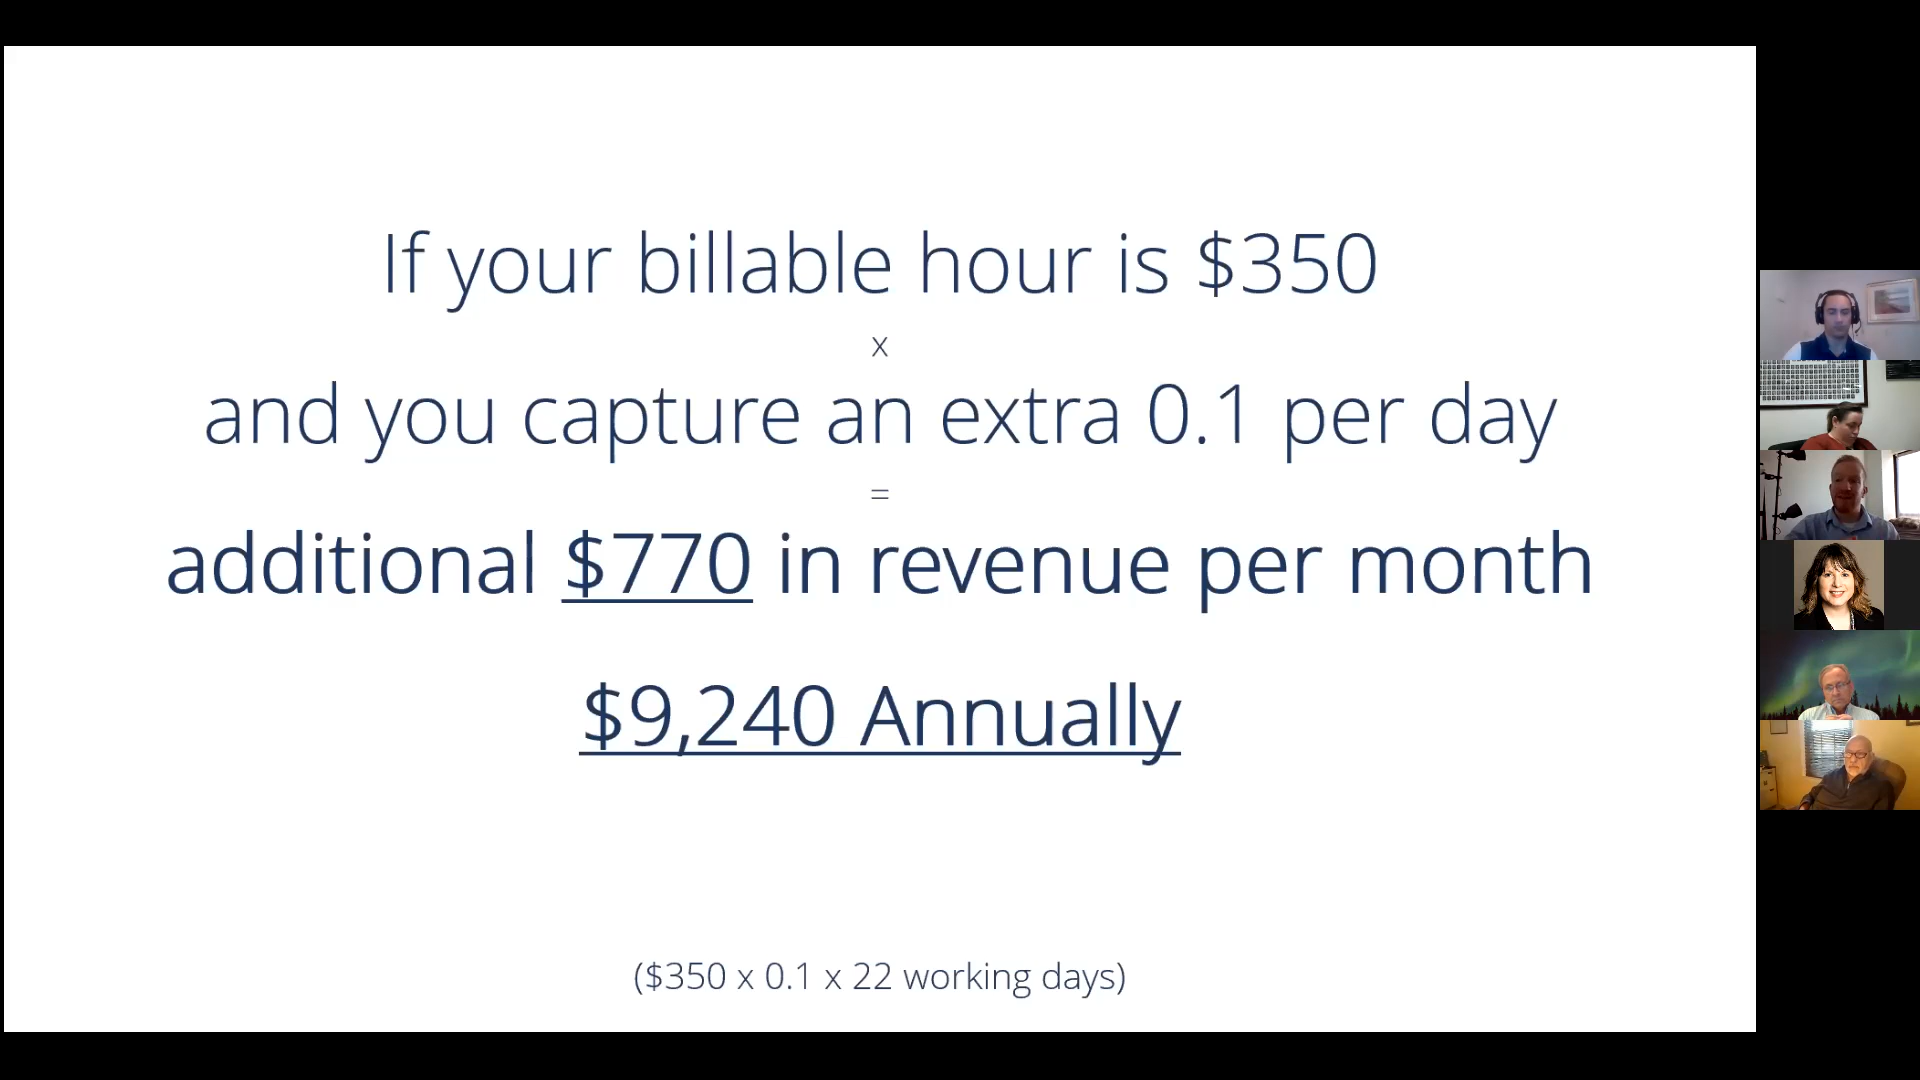 If your billable hour is $350
x
and you capture an extra 0.1 per day
=
additional $770 in revenue per month
$9,240 Annually
($350 x 0.1 x 22 working days)